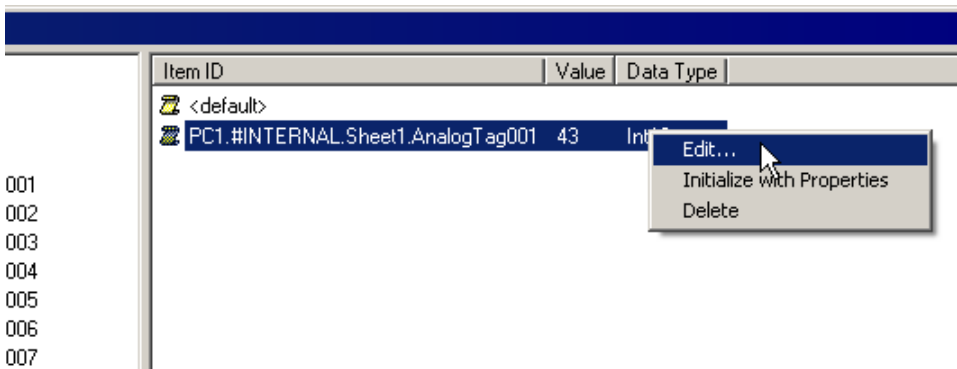 Item ID Value Data Type
<default>
PC1.#INTERNAL.Sheet1.AnalogTag001 43
Edit...
Initialize with Properties
Delete
001
002
003
004
005
006
007